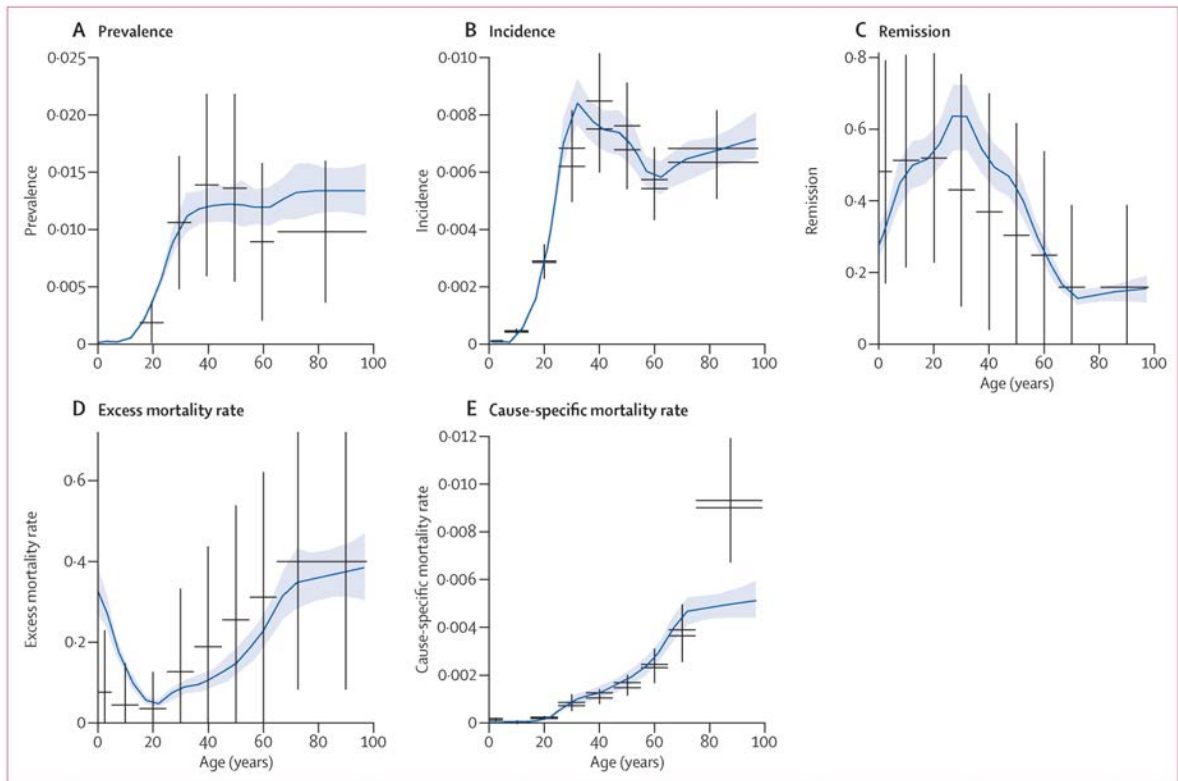 A Prevalence
0·025
0·020
0·015
0·010
0·005
0
Prevalence
0 20 40 60 80 100
B Incidence
0·010
0·008
0·006
0·004
0·002
0
Incidence
0 20 40 60 80 100
C Remission
0·8
0·6
0·4
0·2
0
Remission
0 20 40 60 80 100
Age (years)
D Excess mortality rate
0·6
0·4
0·2
0
Excess mortality rate
0 20 40 60 80 100
Age (years)
E Cause-specific mortality rate
0·012
0·010
0·008
0·006
0·004
0·002
0
Cause-specific mortality rate
0 20 40 60 80 100
Age (years)